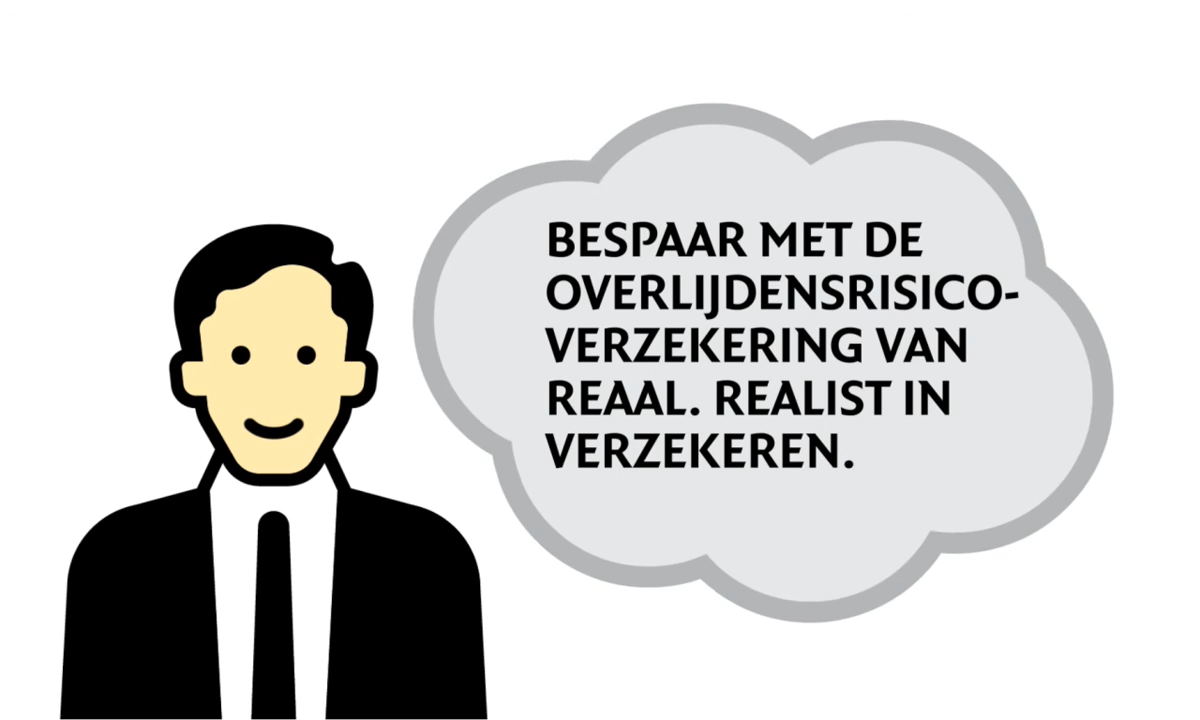 BESPAAR MET DE
OVERLIJDENSRISICO-
VERZEKERING VAN
REAAL. REALIST IN
VERZEKEREN.